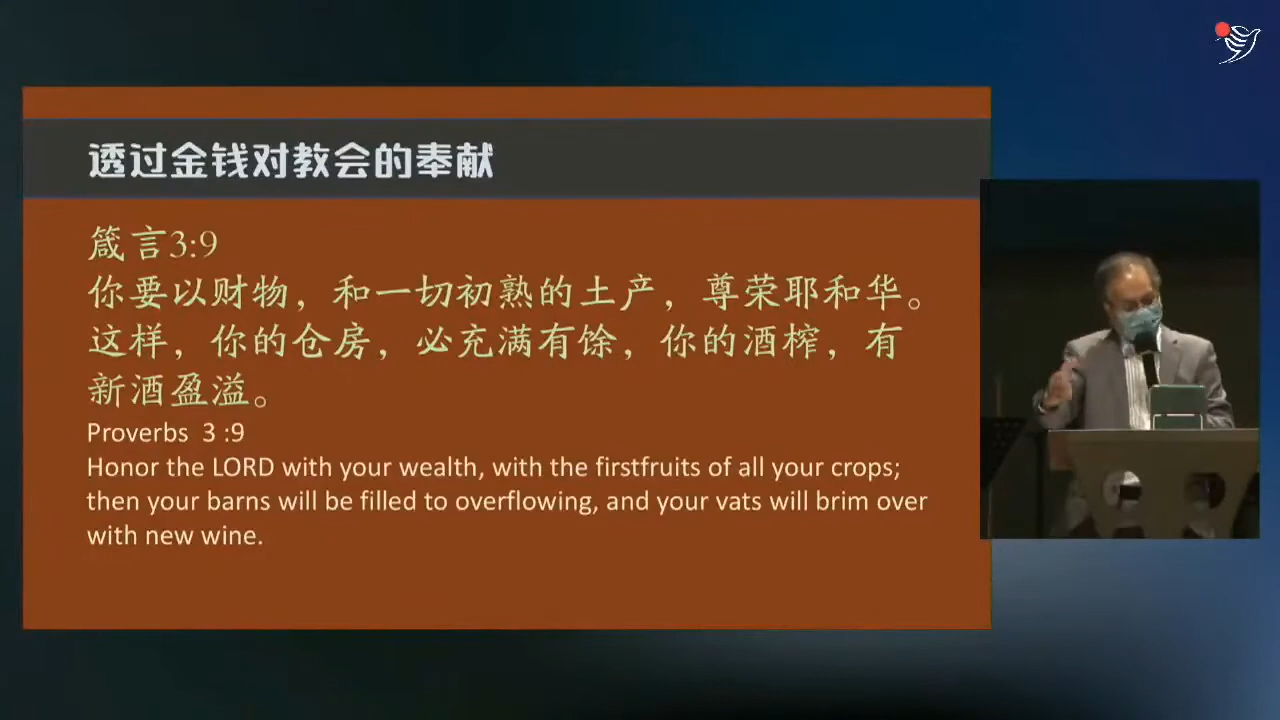 透过金钱对教会的奉献
箴言3:9
你要以财物，和一切初熟的土产，尊荣耶和华。
这样，你的仓房，必充满有馀，你的酒榨，有
新酒盈溢。
Proverbs 3 :9
Honor the LORD with your wealth, with the firstfruits of all your crops;
then your barns will be filled to overflowing, and your vats will brim over
with new wine.